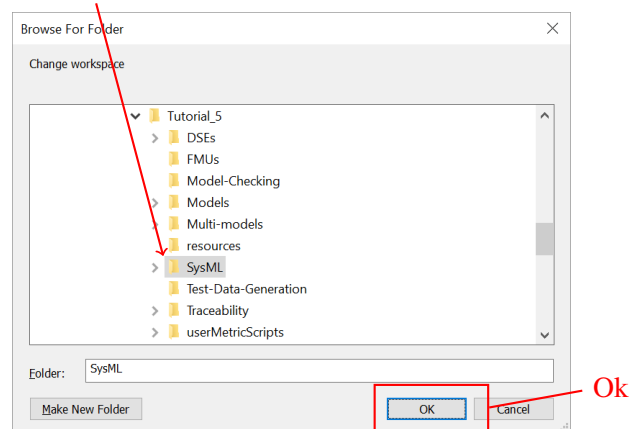 Browse For Folder
Change workspace
Tutorial_5
DSEs
FMUs
Model-Checking
Models
Multi-models
resources
SysML
Test-Data-Generation
Traceability
userMetricScripts
Folder: SysML
Ok
Make New Folder OK Cancel